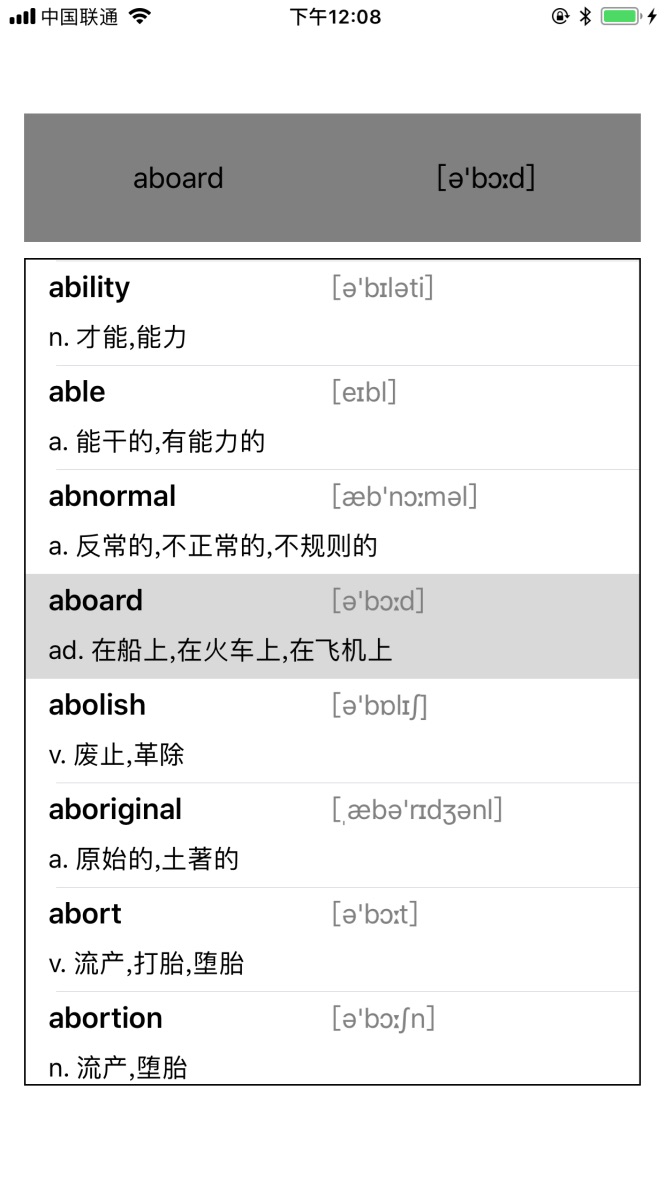 中国联通 下午12:08
aboard [ə'bɔːd]
ability [ə'bɪləti]
n. 才能,能力
able [eɪbl]
a. 能干的,有能力的
abnormal [æb'nɔːməl]
a. 反常的,不正常的,不规则的
aboard [ə'bɔːd]
ad. 在船上,在火车上,在飞机上
abolish [ə'bɒlɪʃ]
v. 废止,革除
aboriginal [ˌæbə'rɪdʒənl]
a. 原始的,土著的
abort [ə'bɔːt]
v. 流产,打胎,堕胎
abortion [ə'bɔːʃn]
n. 流产,堕胎